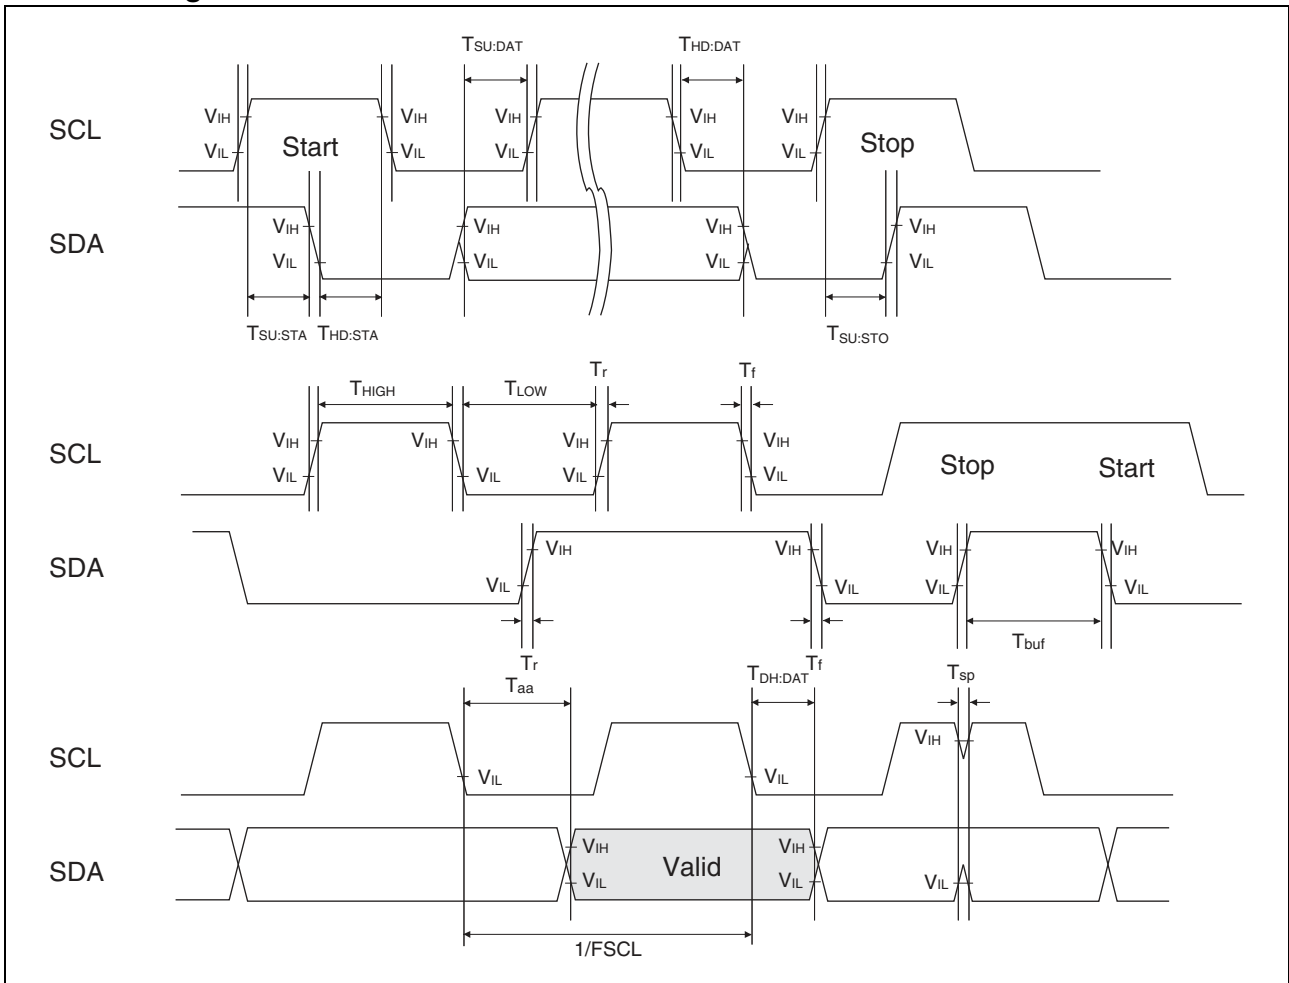 TSU:DAT THD:DAT
SCL VIH VIH VIH VIH VIH
Start Stop
VIL VIL VIL VIL VIL
SDA VIH VIH VIH VIH
VIL VIL VIL VIL
TSU:STA THD:STA TSU:STO
THIGH TLOW Tr Tf
SCL VIH VIH VIH VIH
Stop Start
VIL VIL VIL VIL
SDA VIH VIH VIH VIH
VIL VIL VIL VIL
Tr Tf Tbuf
Taa TDH:DAT Tsp
SCL VIH
VIL VIL
SDA VIH Valid VIH
VIL VIL VIL
1/FSCL